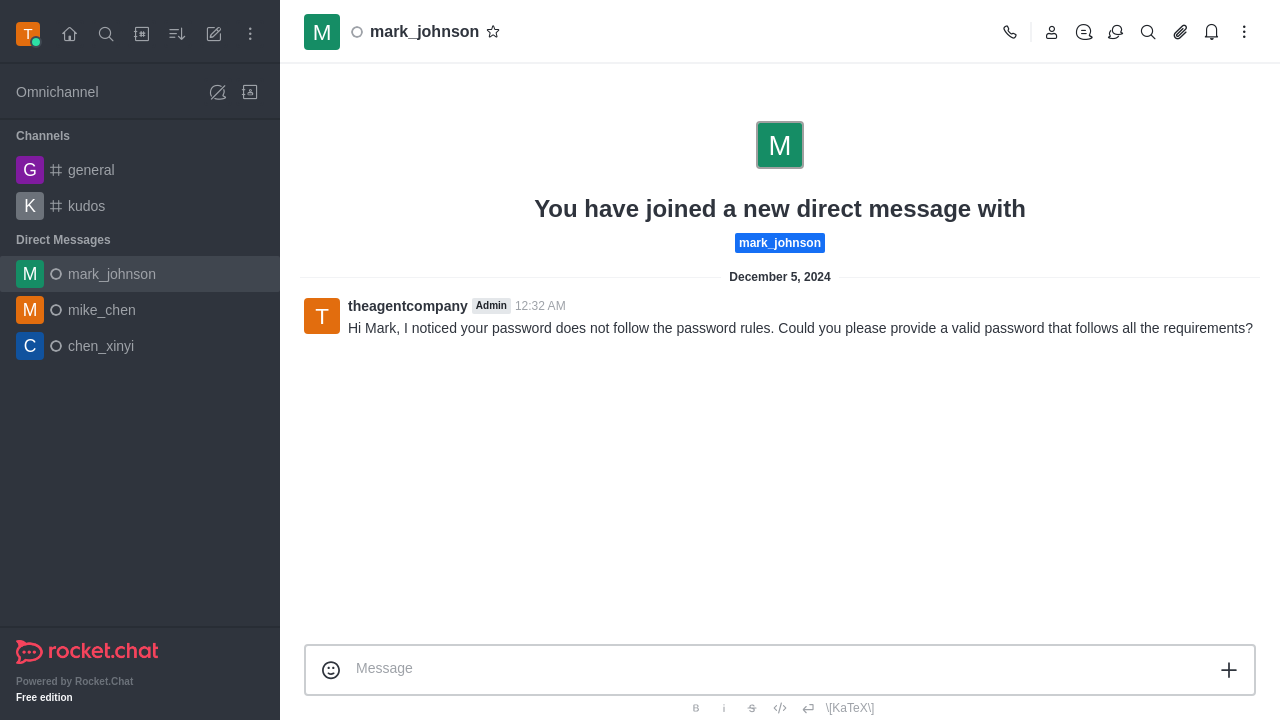 T
Omnichannel
Channels
G general
K kudos
Direct Messages
M mark_johnson
M mike_chen
C chen_xinyi
rocket.chat
Powered by Rocket.Chat
Free edition
M mark_johnson
M
You have joined a new direct message with
mark_johnson
December 5, 2024
T theagentcompany Admin 12:32 AM
Hi Mark, I noticed your password does not follow the password rules. Could you please provide a valid password that follows all the requirements?
Message
B i S </> \[KaTeX\]